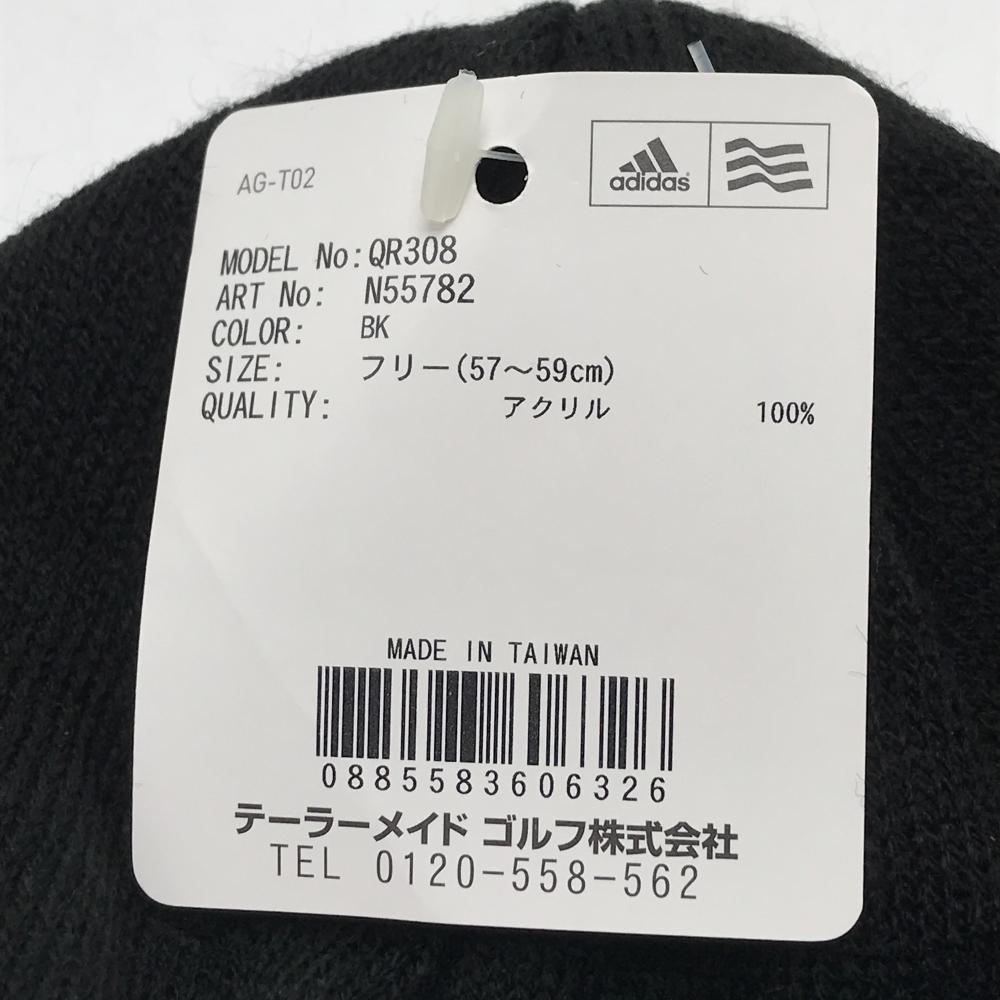 AG-T02
adidas
MODEL No: QR308
ART No: N55782
COLOR: BK
SIZE: フリー(57～59cm)
QUALITY: アクリル 100%
MADE IN TAIWAN
0885583606326
テーラーメイド ゴルフ株式会社
TEL 0120-558-562